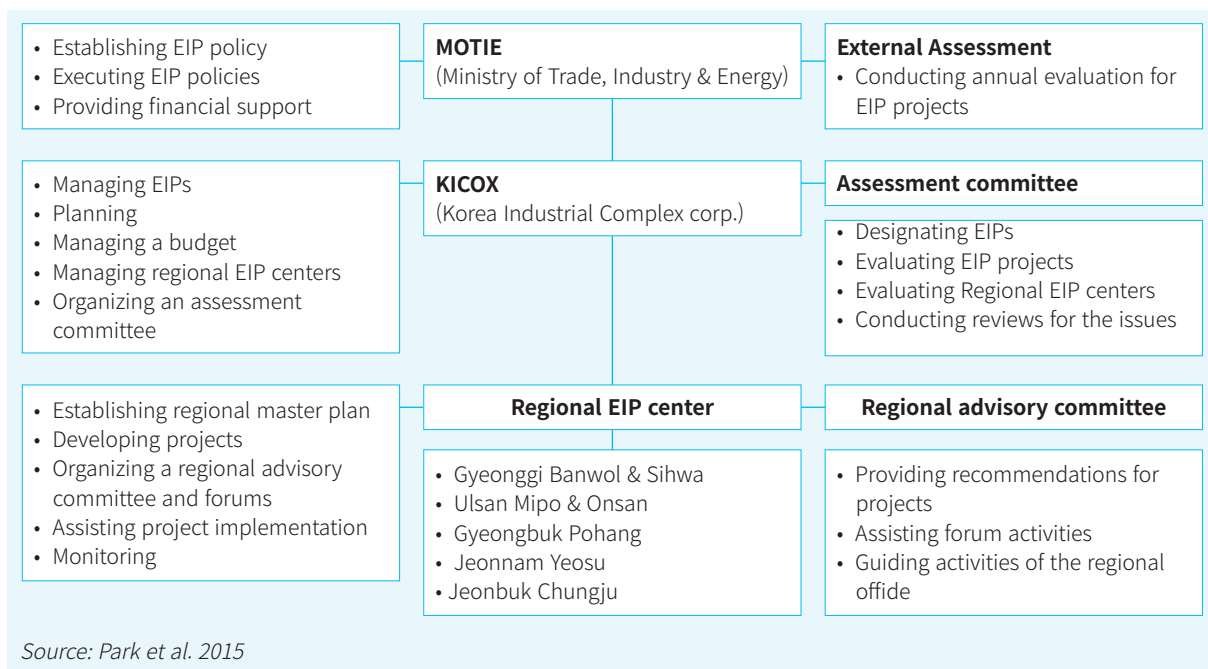 • Establishing EIP policy
• Executing EIP policies
• Providing financial support
MOTIE
(Ministry of Trade, Industry & Energy)
External Assessment
• Conducting annual evaluation for
EIP projects
• Managing EIPs
• Planning
• Managing a budget
• Managing regional EIP centers
• Organizing an assessment
committee
KICOX
(Korea Industrial Complex corp.)
Assessment committee
• Designating EIPs
• Evaluating EIP projects
• Evaluating Regional EIP centers
• Conducting reviews for the issues
• Establishing regional master plan
• Developing projects
• Organizing a regional advisory
committee and forums
• Assisting project implementation
• Monitoring
Regional EIP center
• Gyeonggi Banwol & Sihwa
• Ulsan Mipo & Onsan
• Gyeongbuk Pohang
• Jeonnam Yeosu
• Jeonbuk Chungju
Regional advisory committee
• Providing recommendations for
projects
• Assisting forum activities
• Guiding activities of the regional
offide
Source: Park et al. 2015